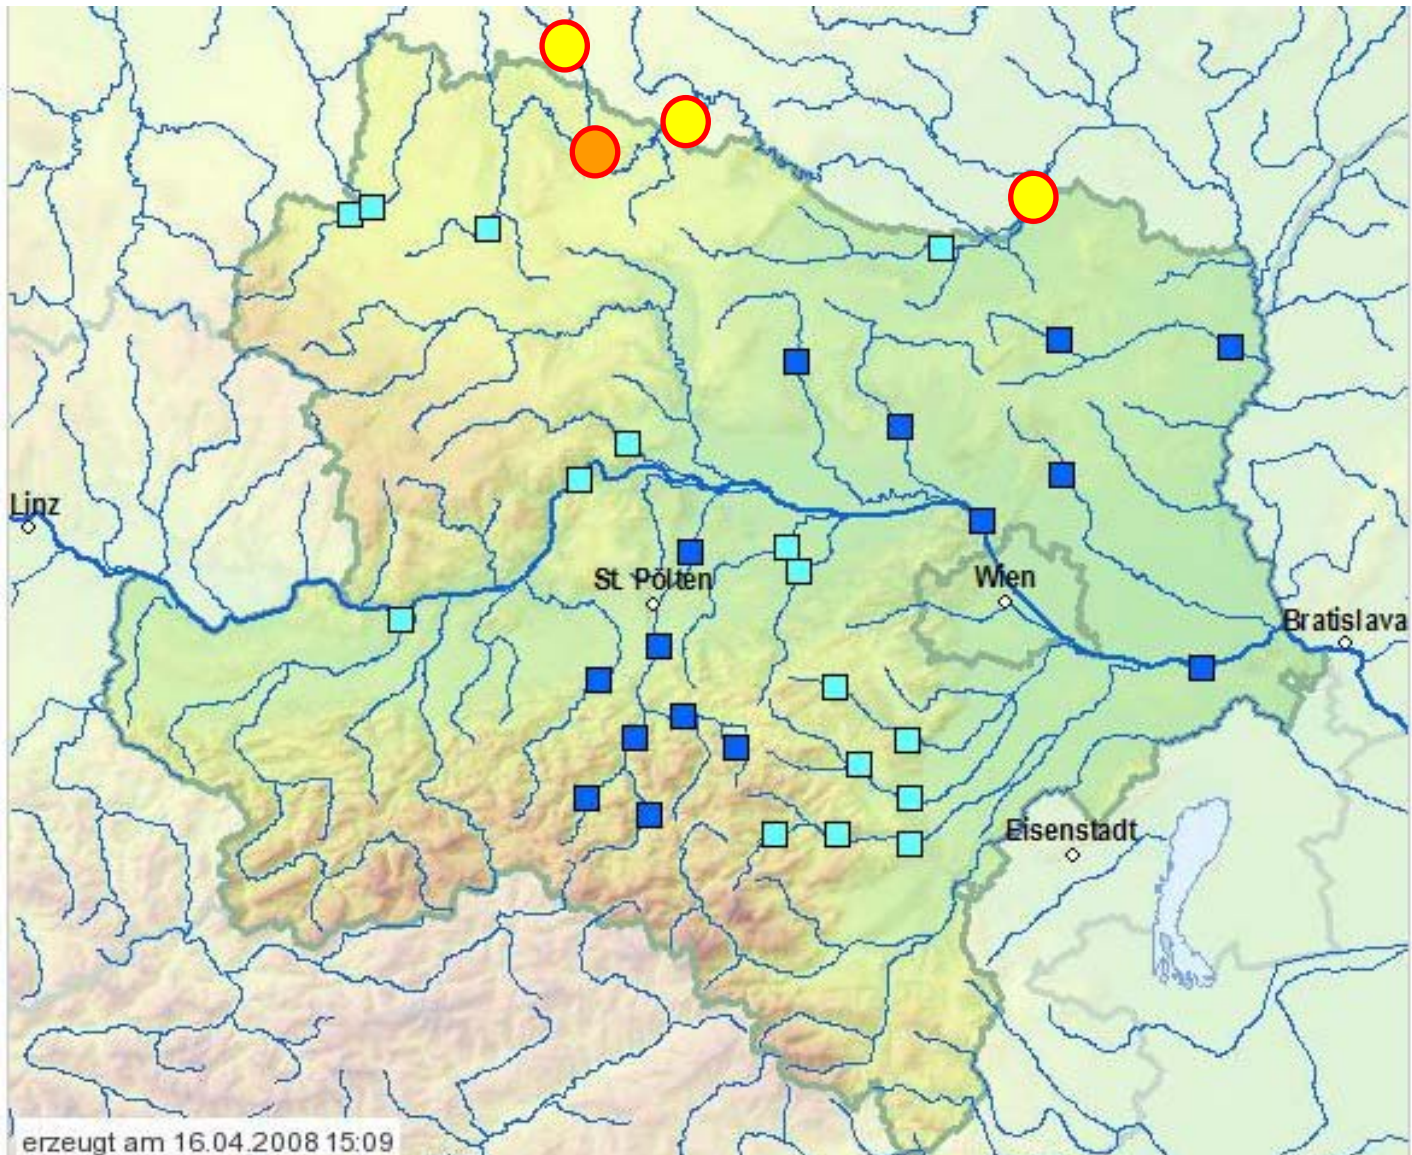 Linz
St. Pölten
Wien
Bratislava
Eisenstadt
erzeugt am 16.04.2008 15:09